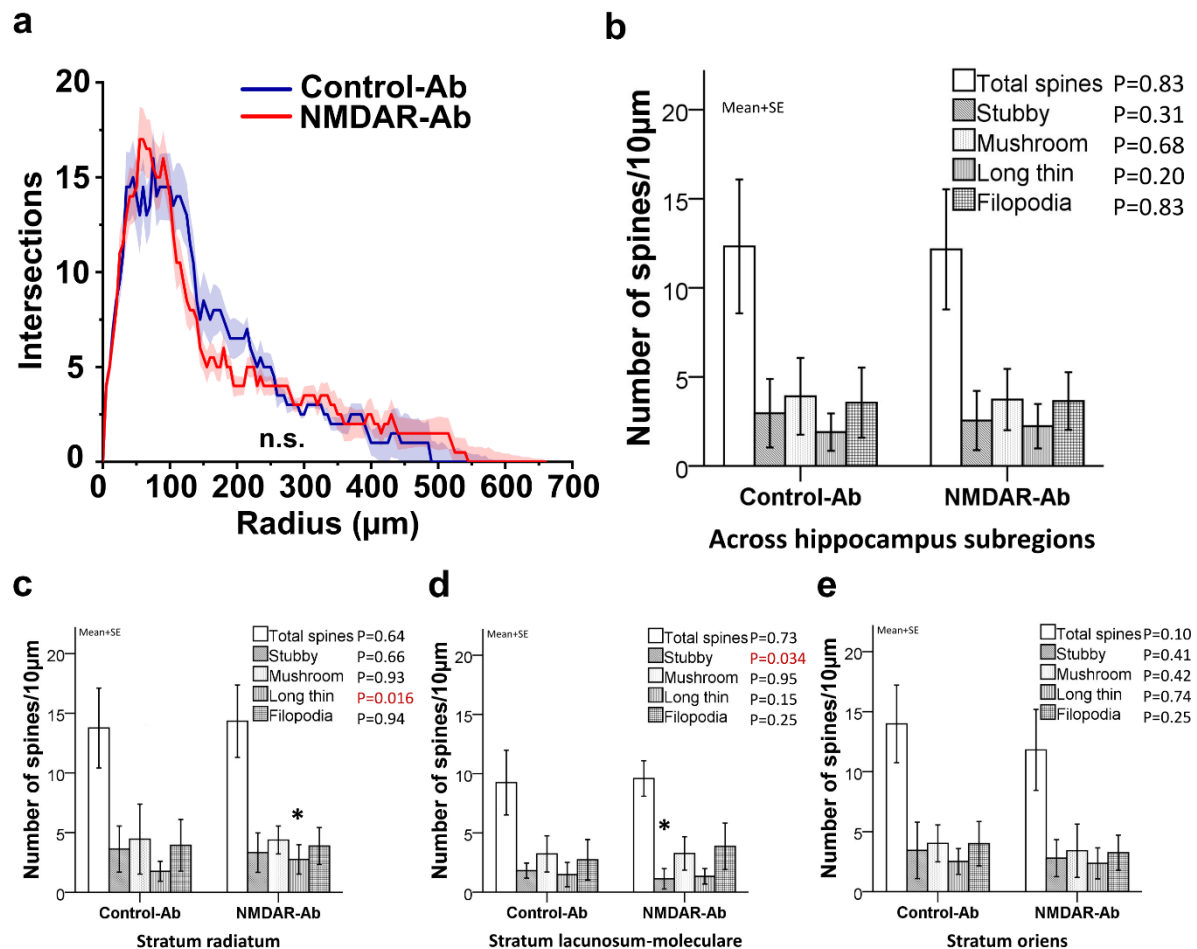 a
Control-Ab
NMDAR-Ab
20
15
10
5
0
Intersections
n.s.
0 100 200 300 400 500 600 700
Radius (µm)
b
Mean+SE
Total spines P=0.83
Stubby P=0.31
Mushroom P=0.68
Long thin P=0.20
Filopodia P=0.83
20
15
10
5
0
Number of spines/10µm
Control-Ab NMDAR-Ab
Across hippocampus subregions
c
Mean+SE
Total spines P=0.64
Stubby P=0.66
Mushroom P=0.93
Long thin P=0.016
Filopodia P=0.94
20
15
10
5
0
Number of spines/10µm
*
Control-Ab NMDAR-Ab
Stratum radiatum
d
Mean+SE
Total spines P=0.73
Stubby P=0.034
Mushroom P=0.95
Long thin P=0.15
Filopodia P=0.25
20
15
10
5
0
Number of spines/10µm
*
Control-Ab NMDAR-Ab
Stratum lacunosum-moleculare
e
Mean+SE
Total spines P=0.10
Stubby P=0.41
Mushroom P=0.42
Long thin P=0.74
Filopodia P=0.25
20
15
10
5
0
Number of spines/10µm
Control-Ab NMDAR-Ab
Stratum oriens